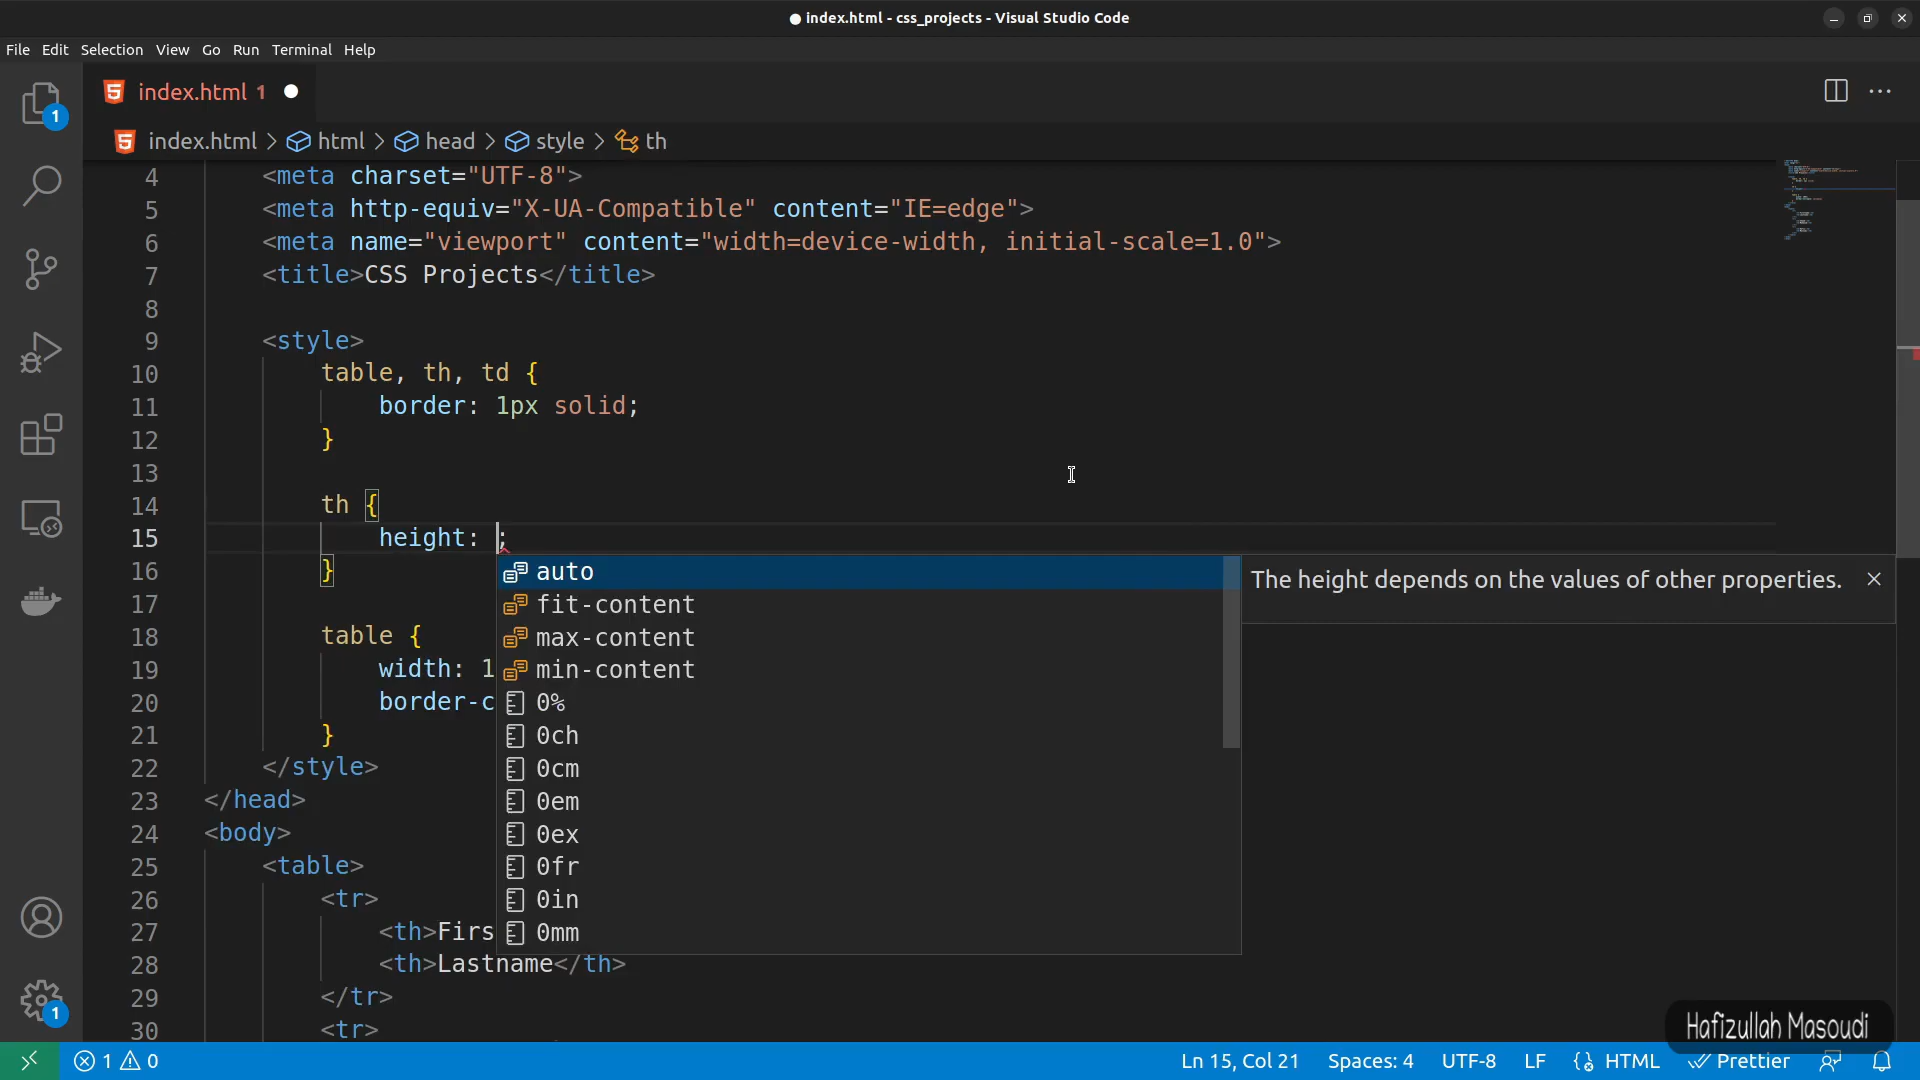 index.html - css_projects - Visual Studio Code
File Edit Selection View Go Run Terminal Help
1
index.html 1
index.html > html > head > style > th
4 <meta charset="UTF-8">
5 <meta http-equiv="X-UA-Compatible" content="IE=edge">
6 <meta name="viewport" content="width=device-width, initial-scale=1.0">
7 <title>CSS Projects</title>
8
9 <style>
10 table, th, td {
11 border: 1px solid;
12 }
13
14 th {
15 height: ;
16 }
17
18 table {
19 width: 1
20 border-c
21 }
22 </style>
23 </head>
24 <body>
25 <table>
26 <tr>
27 <th>Firs
28 <th>Lastname</th>
29 </tr>
30 <tr>
auto
fit-content
max-content
min-content
0%
0ch
0cm
0em
0ex
0fr
0in
0mm
The height depends on the values of other properties.
1
Hafizullah Masoudi
1 0 Ln 15, Col 21 Spaces: 4 UTF-8 LF HTML Prettier